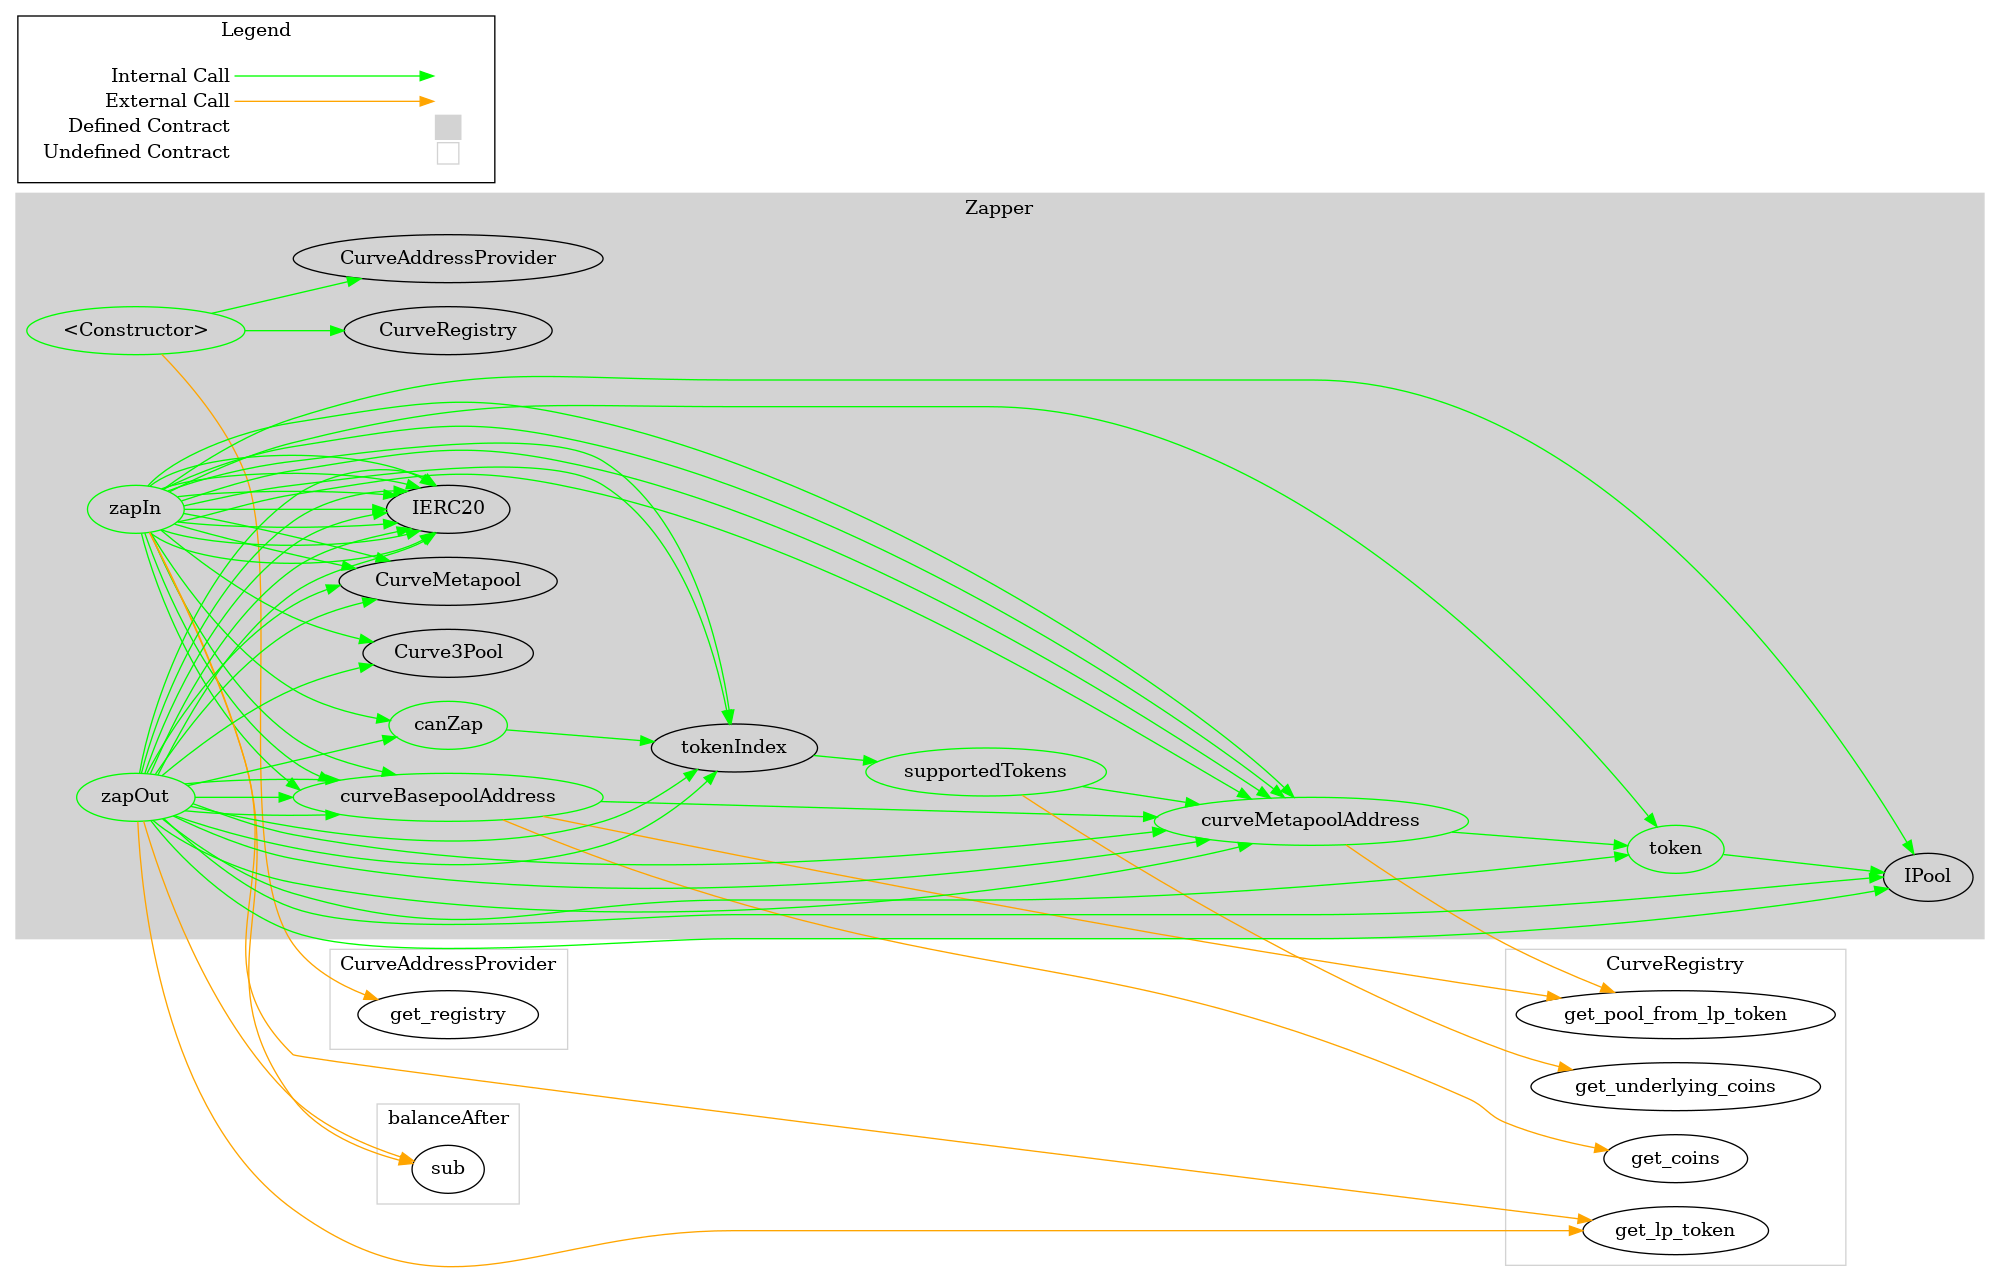 Legend
Internal Call
External Call
Defined Contract
Undefined Contract
Zapper
CurveAddressProvider
<Constructor>
CurveRegistry
zapIn
IERC20
CurveMetapool
Curve3Pool
canZap
tokenIndex
supportedTokens
zapOut
curveBasepoolAddress
curveMetapoolAddress
token
IPool
CurveAddressProvider
get_registry
balanceAfter
sub
CurveRegistry
get_pool_from_lp_token
get_underlying_coins
get_coins
get_lp_token